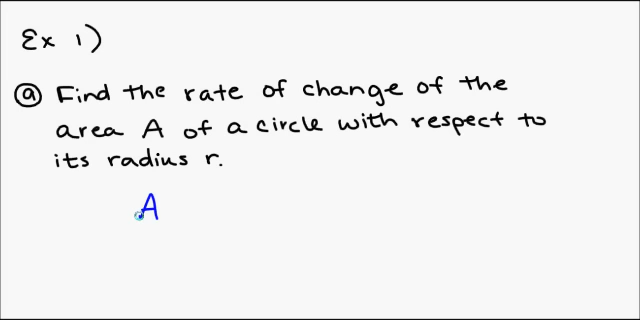 Ex 1)
ⓐ Find the rate of change of the
area A of a circle with respect to
its radius r.
A